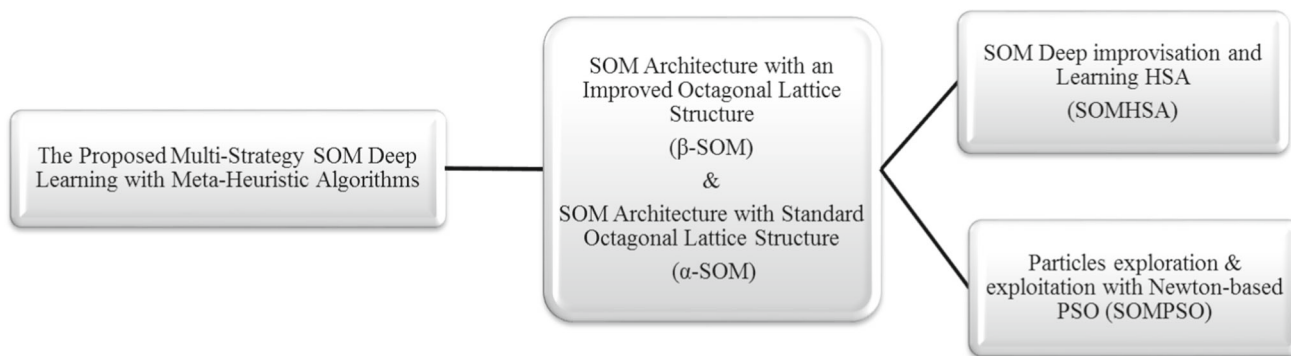 The Proposed Multi-Strategy SOM Deep
Learning with Meta-Heuristic Algorithms
SOM Architecture with an
Improved Octagonal Lattice
Structure
(β-SOM)
&
SOM Architecture with Standard
Octagonal Lattice Structure
(α-SOM)
SOM Deep improvisation and
Learning HSA
(SOMHSA)
Particles exploration &
exploitation with Newton-based
PSO (SOMPSO)